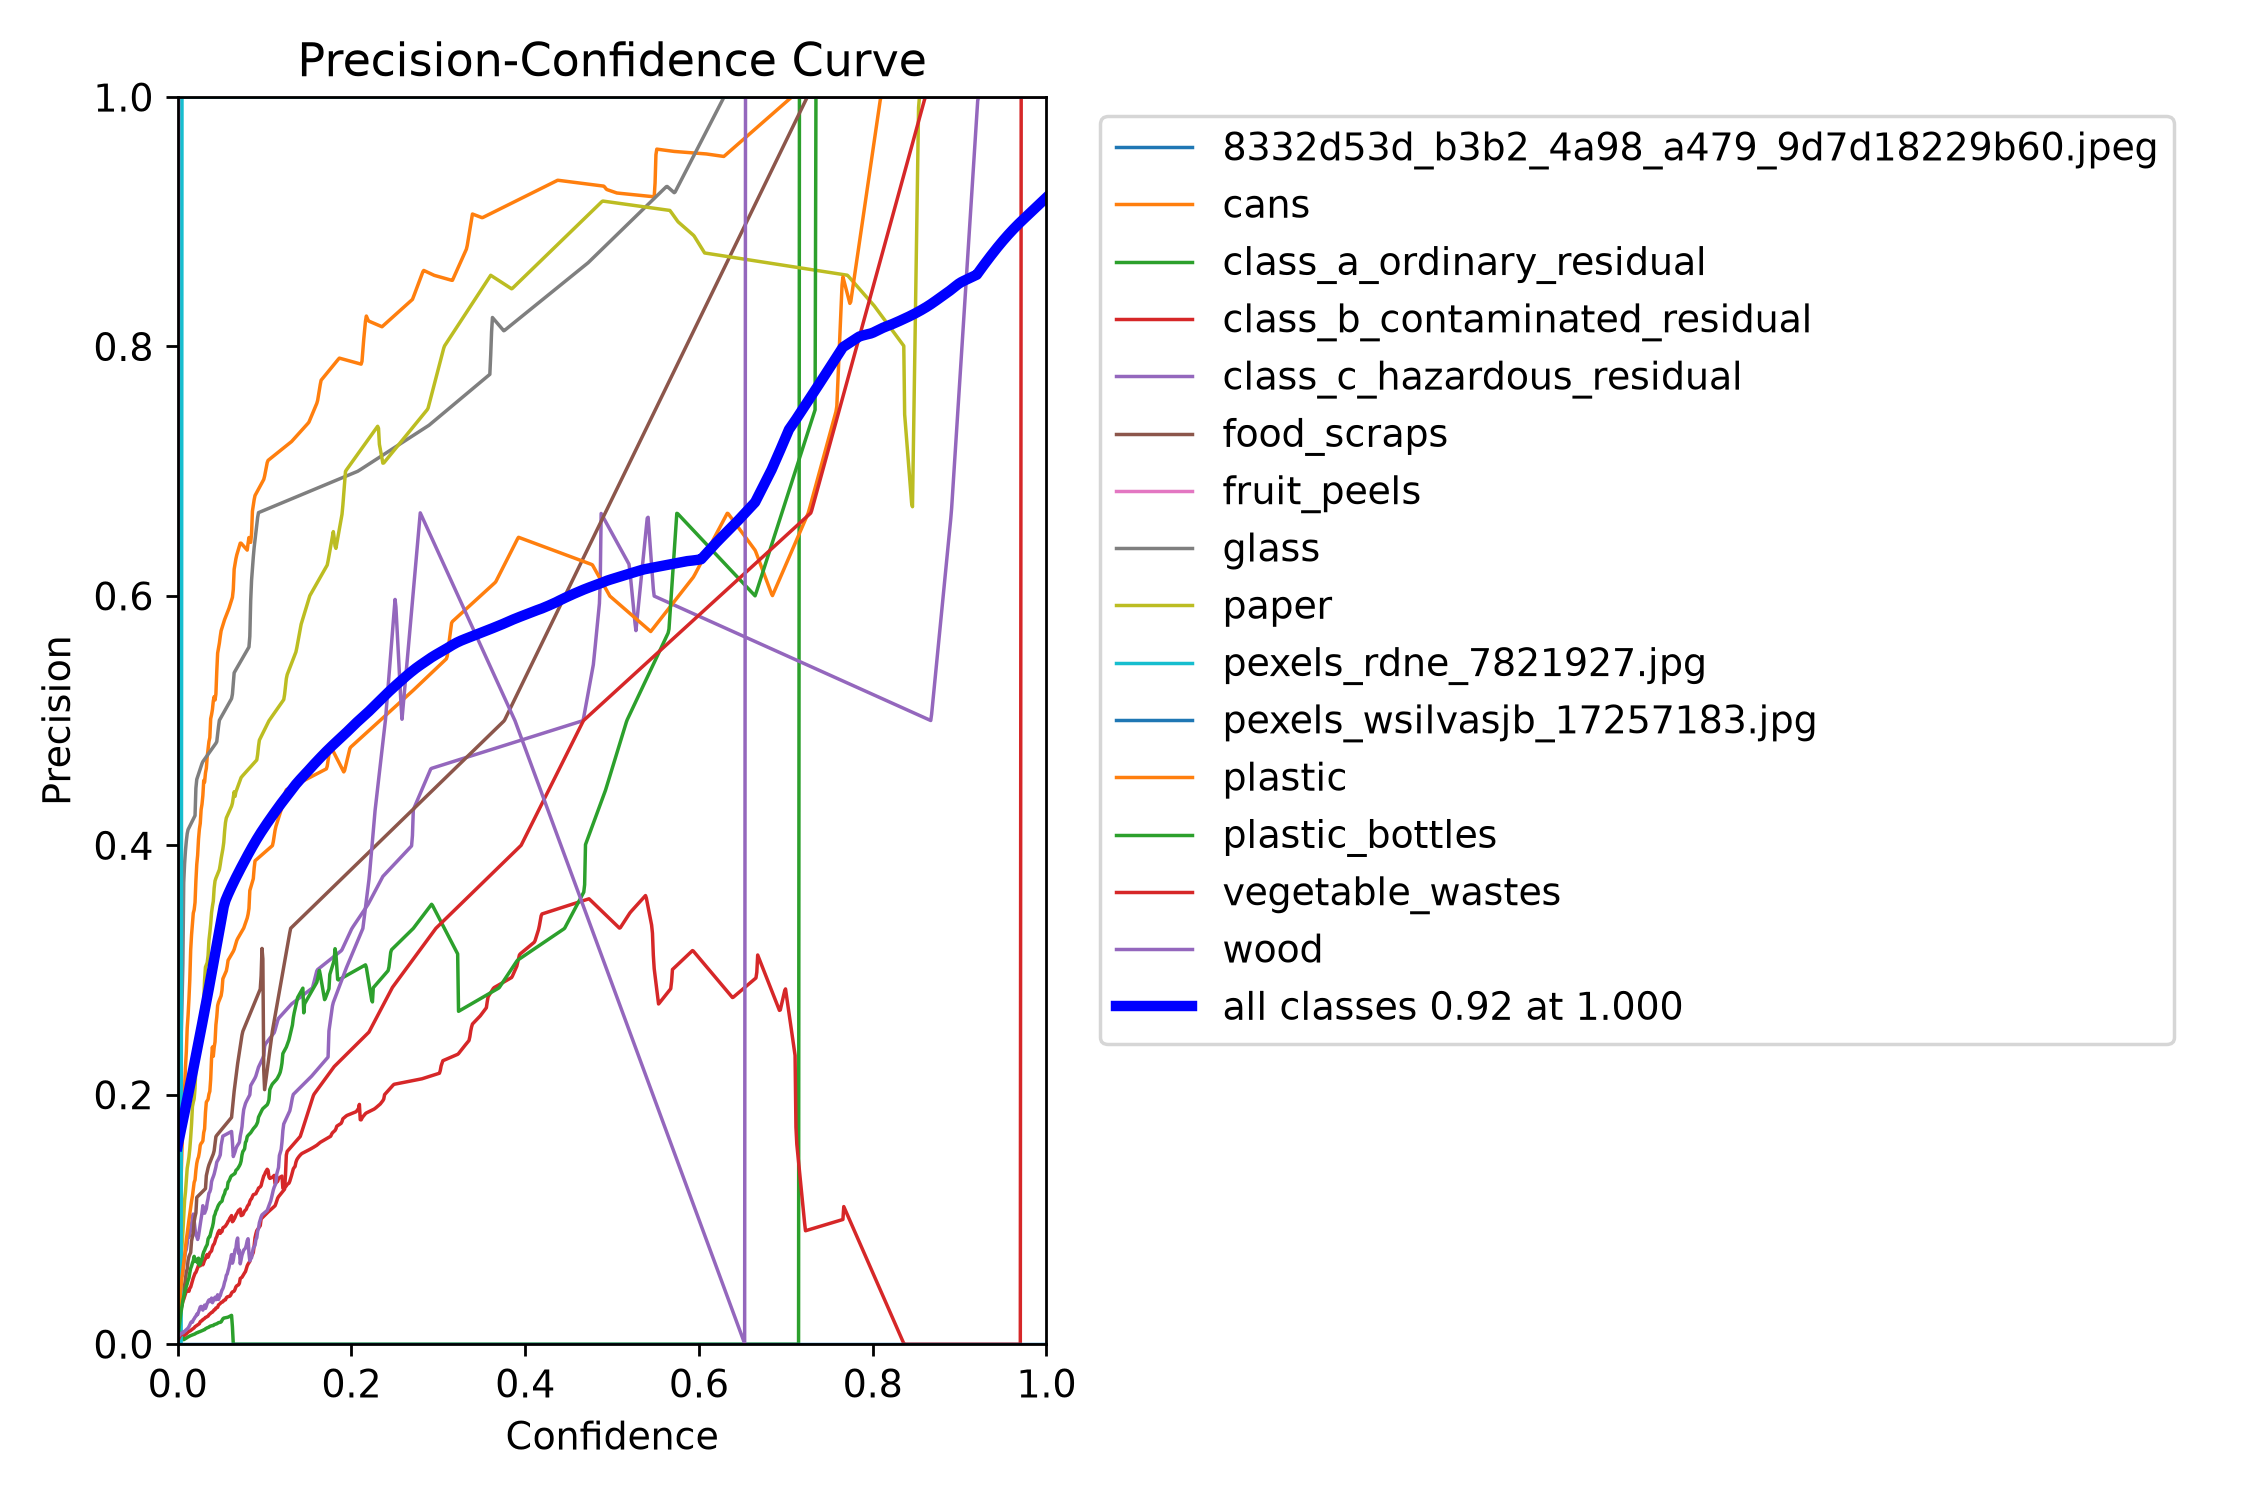 Precision-Confidence Curve
1.0
0.8
0.6
0.4
0.2
0.0
Precision
0.0 0.2 0.4 0.6 0.8 1.0
Confidence
8332d53d_b3b2_4a98_a479_9d7d18229b60.jpeg
cans
class_a_ordinary_residual
class_b_contaminated_residual
class_c_hazardous_residual
food_scraps
fruit_peels
glass
paper
pexels_rdne_7821927.jpg
pexels_wsilvasjb_17257183.jpg
plastic
plastic_bottles
vegetable_wastes
wood
all classes 0.92 at 1.000